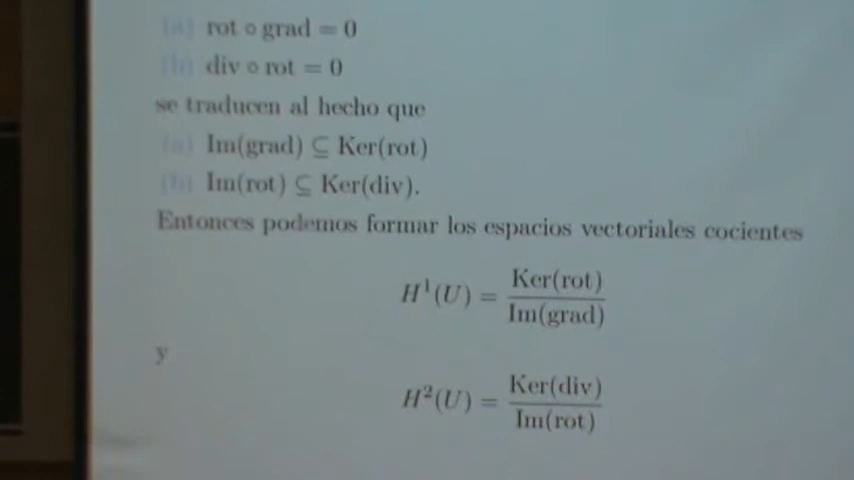 (a) rot ∘ grad = 0
(b) div ∘ rot = 0
se traducen al hecho que
(a) Im(grad) ⊆ Ker(rot)
(b) Im(rot) ⊆ Ker(div).
Entonces podemos formar los espacios vectoriales cocientes
H¹(U) = Ker(rot) / Im(grad)
y
H²(U) = Ker(div) / Im(rot)